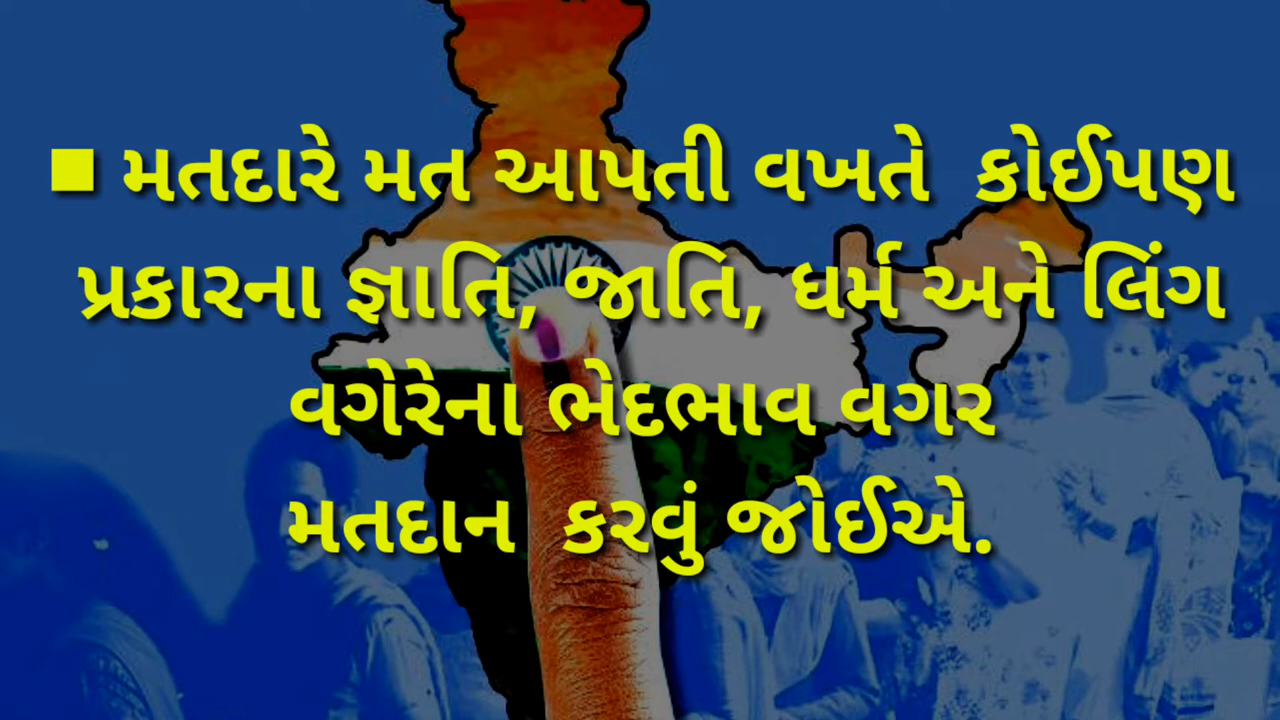 ■ મતદારે મત આપતી વખતે કોઈપણ
પ્રકારના જ્ઞાતિ, જાતિ, ધર્મ અને લિંગ
વગેરેના ભેદભાવ વગર
મતદાન કરવું જોઈએ.